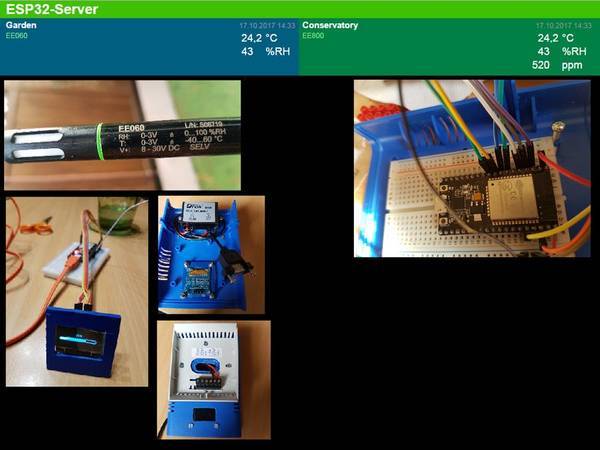 ESP32-Server
Garden
17.10.2017 14:33
EE060
24,2 °C
43 %RH
Conservatory
17.10.2017 14:33
EE800
24,2 °C
43 %RH
520 ppm
EE060
RH: 0-3V
T: 0-3V
V+: 8 - 30V DC
0...100 %RH
-40...60 °C
SELV